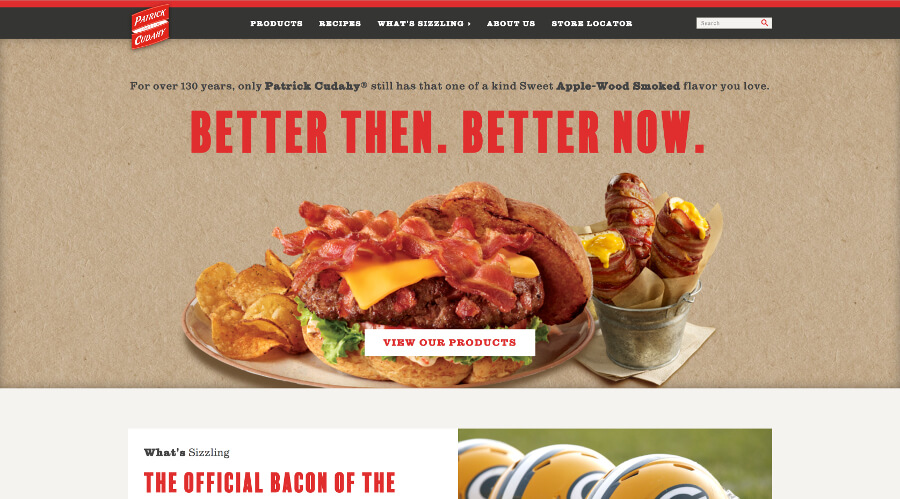 PATRICK
CUDAHY
PRODUCTS
RECIPES
WHAT'S SIZZLING
ABOUT US
STORE LOCATOR
Search
For over 130 years, only Patrick Cudahy® still has that one of a kind Sweet Apple-Wood Smoked flavor you love.
BETTER THEN. BETTER NOW.
VIEW OUR PRODUCTS
What's Sizzling
THE OFFICIAL BACON OF THE